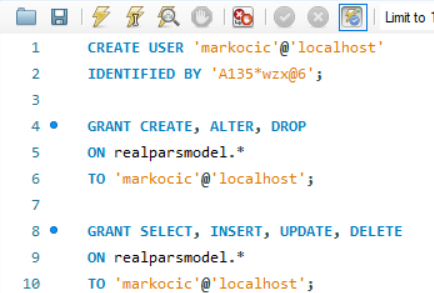 Limit to 1
1 CREATE USER 'markocic'@'localhost'
2 IDENTIFIED BY 'A135*wzx@6';
3
4 GRANT CREATE, ALTER, DROP
5 ON realparsmodel.*
6 TO 'markocic'@'localhost';
7
8 GRANT SELECT, INSERT, UPDATE, DELETE
9 ON realparsmodel.*
10 TO 'markocic'@'localhost';